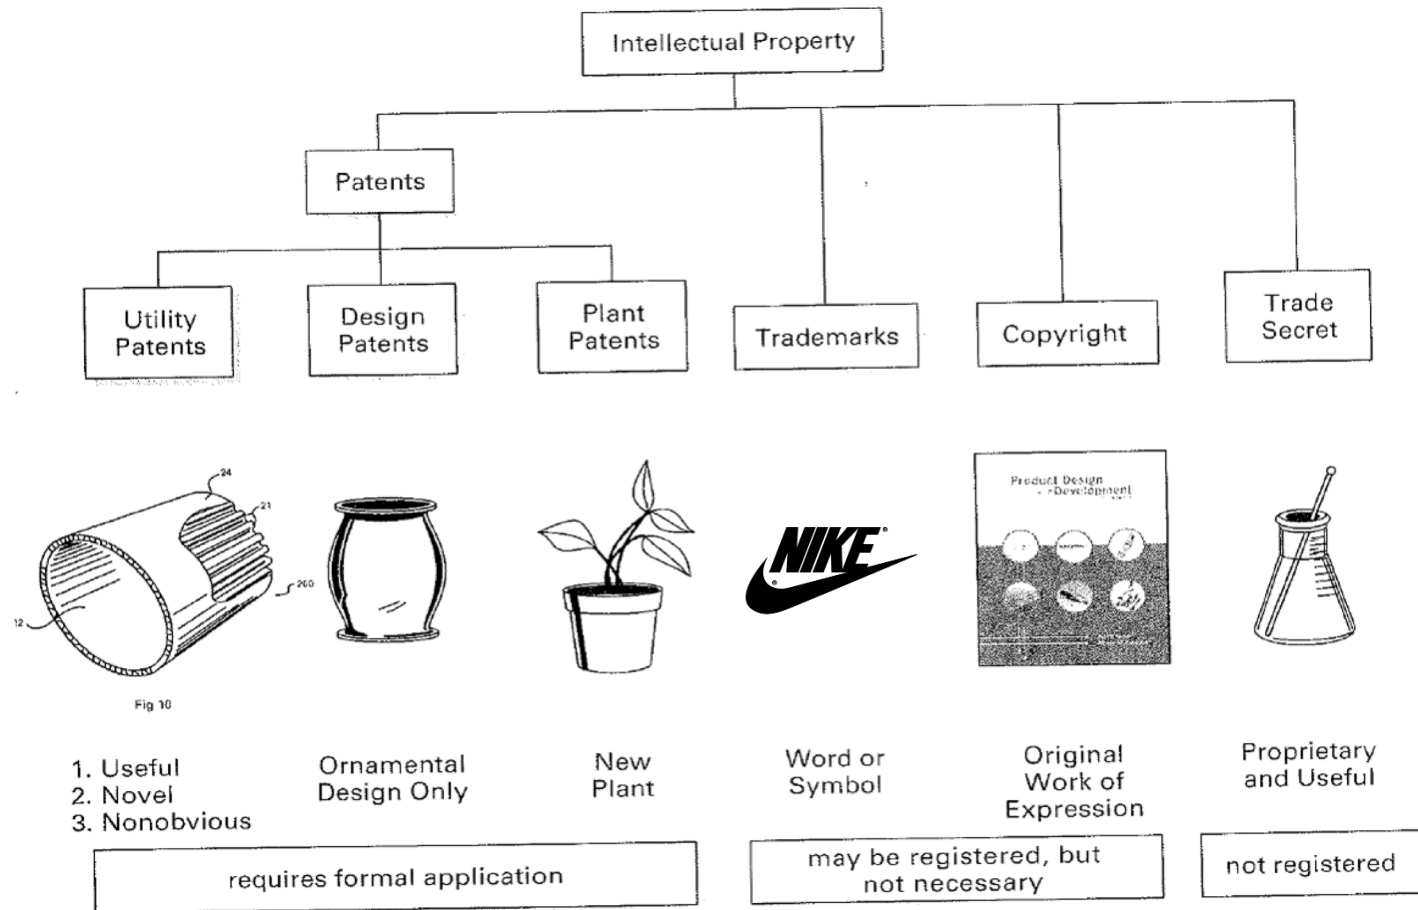 Intellectual Property
Patents
Utility
Patents
Design
Patents
Plant
Patents
Trademarks
Copyright
Trade
Secret
24
21
200
12
Fig 10
Product Design
Development
NIKE
1. Useful
2. Novel
3. Nonobvious
Ornamental
Design Only
New
Plant
Word or
Symbol
Original
Work of
Expression
Proprietary
and Useful
requires formal application
may be registered, but
not necessary
not registered